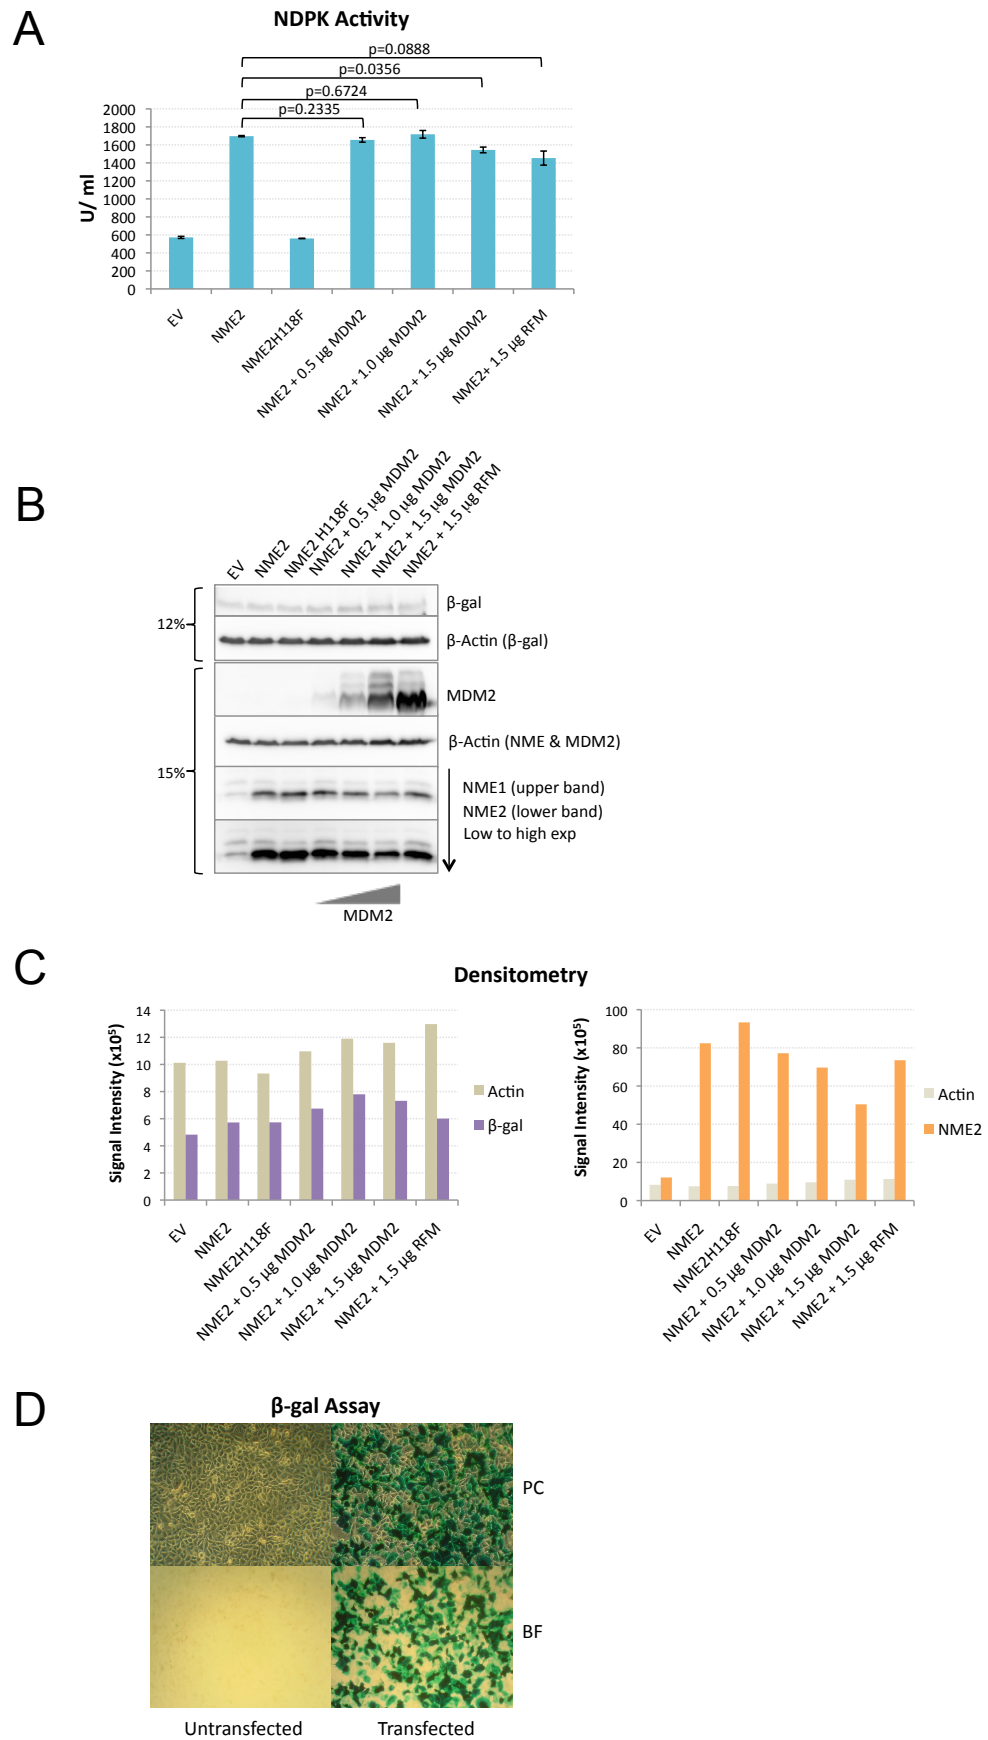 A
NDPK Activity
p=0.0888
p=0.0356
p=0.6724
p=0.2335
U/ ml
2000
1800
1600
1400
1200
1000
800
600
400
200
0
EV
NME2
NME2H118F
NME2 + 0.5 µg MDM2
NME2 + 1.0 µg MDM2
NME2 + 1.5 µg MDM2
NME2+ 1.5 µg RFM
B
EV
NME2
NME2 H118F
NME2 + 0.5 µg MDM2
NME2 + 1.0 µg MDM2
NME2 + 1.5 µg MDM2
NME2 + 1.5 µg RFM
12%
β-gal
β-Actin (β-gal)
15%
MDM2
β-Actin (NME & MDM2)
NME1 (upper band)
NME2 (lower band)
Low to high exp
MDM2
C
Densitometry
Signal Intensity (x10⁵)
14
12
10
8
6
4
2
0
EV
NME2
NME2H118F
NME2 + 0.5 µg MDM2
NME2 + 1.0 µg MDM2
NME2 + 1.5 µg MDM2
NME2 + 1.5 µg RFM
Actin
β-gal
Signal Intensity (x10⁵)
100
80
60
40
20
0
EV
NME2
NME2H118F
NME2 + 0.5 µg MDM2
NME2 + 1.0 µg MDM2
NME2 + 1.5 µg MDM2
NME2 + 1.5 µg RFM
Actin
NME2
D
β-gal Assay
PC
BF
Untransfected
Transfected